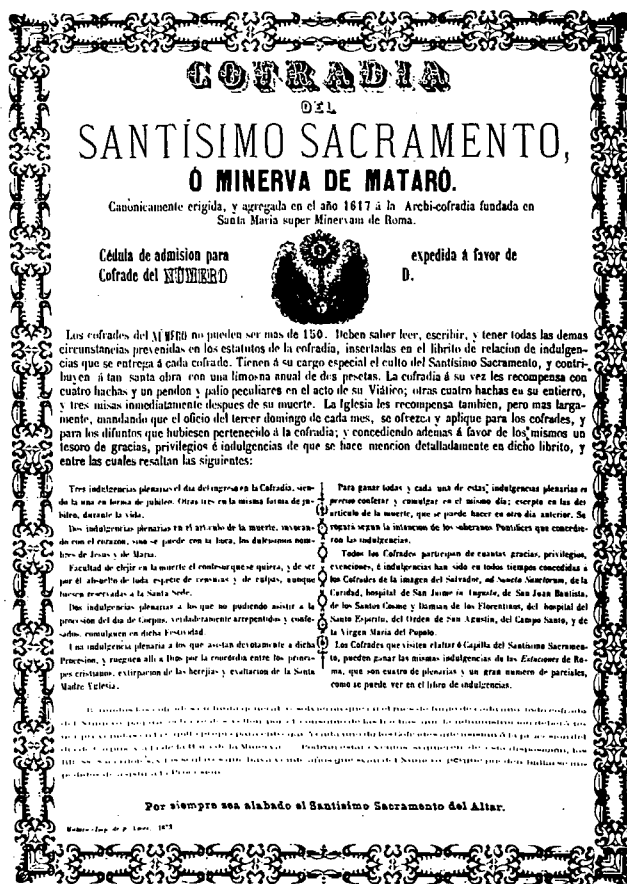 COFRADIA
DEL
SANTÍSIMO SACRAMENTO,
Ó MINERVA DE MATARÓ.
Canónicamente erigida, y agregada en el año 1617 á la Archi-cofradia fundada en
Santa Maria super Minervam de Roma.
Cédula de admision para
Cofrade del NÚMERO
expedida á favor de
D.
Los cofrades del NÚMERO no pueden ser mas de 150. Deben saber leer, escribir, y tener todas las demas
circunstancias prevenidas en los estatutos de la cofradia, insertadas en el librito de relacion de indulgen-
cias que se entrega á cada cofrade. Tienen á su cargo especial el culto del Santísimo Sacramento, y contri-
buyen á tan santa obra con una limosna anual de dos pesetas. La cofradia á su vez les recompensa con
cuatro hachas y un pendon y palio peculiares en el acto de su Viático; otras cuatro hachas en su entierro,
y tres misas inmediatamente despues de su muerte. La Iglesia les recompensa tambien, pero mas larga-
mente, mandando que el oficio del tercer domingo de cada mes, se ofrezca y aplique para los cofrades, y
para los difuntos que hubiesen pertenecido á la cofradia; y concediendo ademas á favor de los mismos un
tesoro de gracias, privilegios é indulgencias de que se hace mencion detalladamente en dicho librito, y
entre las cuales resaltan las siguientes:
Tres indulgencias plenarias el dia del ingreso en la Cofradia, sien-
do la una en forma de jubileo. Otras tres en la misma forma de ju-
bileo, durante la vida.
Dos indulgencias plenarias en el artículo de la muerte, invocan-
do con el corazon, sino se puede con la boca, los dulcísimos nom-
bres de Jesus y de Maria.
Facultad de elejir en la muerte el confesor que se quiera, y de ser
por él absuelto de toda especie de censuras y de culpas, aunque
fuesen reservadas a la Santa Sede.
Dos indulgencias plenarias a los que no pudiendo asistir a la
procesion del dia de Corpus, verdaderamente arrepentidos y confe-
sados, comulguen en dicha Festividad.
Una indulgencia plenaria a los que asistan devotamente a dicha
Procesion, y rueguen allí a Dios por la concordia entre los prínci-
pes cristianos, extirpacion de las herejías y exaltacion de la Santa
Madre Yglesia.
Para ganar todas y cada una de estas indulgencias plenarias es
preciso confesar y comulgar en el mismo dia; escepto en las del
artículo de la muerte, que se puede hacer en otro dia anterior. Se
rogará segun la intencion de los soberanos Pontífices que concedie-
ron las indulgencias.
Todos los Cofrades participan de cuantas gracias, privilegios,
exenciones, é indulgencias han sido en todos tiempos concedidas á
los Cofrades de la imagen del Salvador, ad Sancta Sanctorum, de la
Caridad, hospital de San Jaime in Augusta, de San Juan Bautista,
de los Santos Cosme y Damian de los Florentinos, del hospital del
Santo Espíritu, del Orden de San Agustin, del Campo Santo, y de
la Virgen Maria del Populo.
Los Cofrades que visiten el altar ó Capilla del Santísimo Sacramen-
to, pueden ganar las mismas indulgencias de las Estaciones de Ro-
ma, que son cuatro de plenarias y un gran número de parciales,
como se puede ver en el libro de indulgencias.
Por siempre sea alabado el Santísimo Sacramento del Altar.